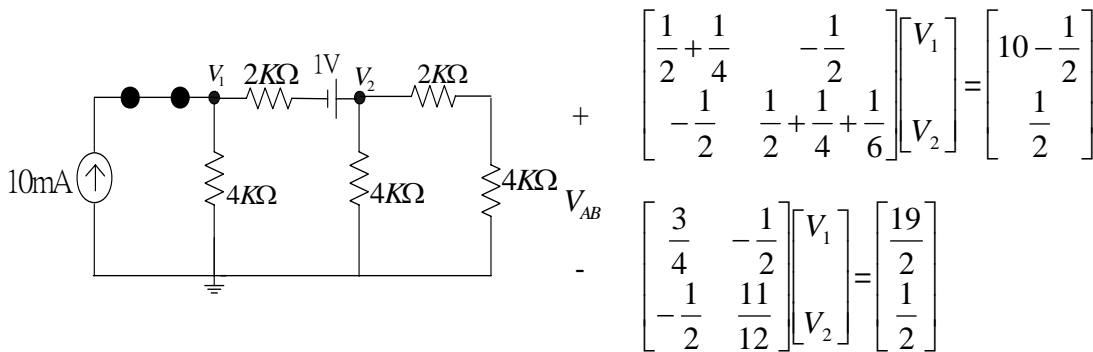 V₁ 2KΩ 1V V₂ 2KΩ
10mA 4KΩ 4KΩ 4KΩ
+
V_AB
-
[1/2+1/4 -1/2; -1/2 1/2+1/4+1/6][V₁; V₂]=[10-1/2; 1/2]
[3/4 -1/2; -1/2 11/12][V₁; V₂]=[19/2; 1/2]